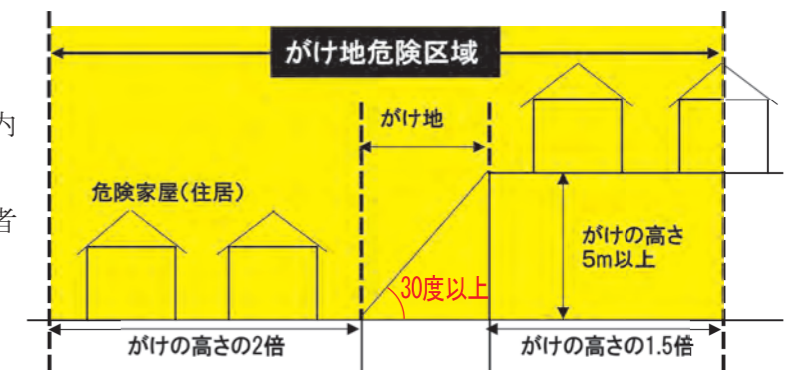 がけ地危険区域
内
がけ地
危険家屋(住居)
者
がけの高さ
5m以上
30度以上
がけの高さの2倍
がけの高さの1.5倍